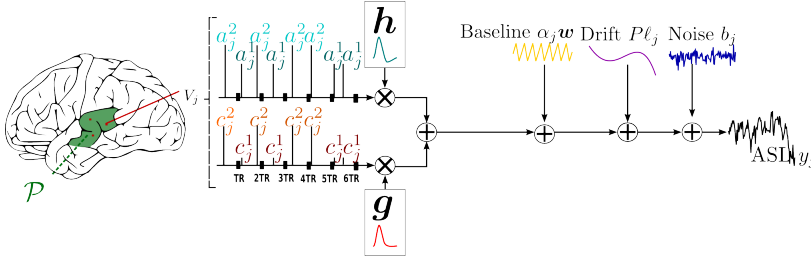 𝒫
V_j
a_j^2 a_j^1 a_j^2 a_j^1 a_j^2 a_j^2 a_j^1 a_j^1
h
c_j^2 c_j^1 c_j^2 c_j^1 c_j^2 c_j^2 c_j^1 c_j^1
TR 2TR 3TR 4TR 5TR 6TR
g
Baseline α_j w
Drift Pℓ_j
Noise b_j
ASL y_j